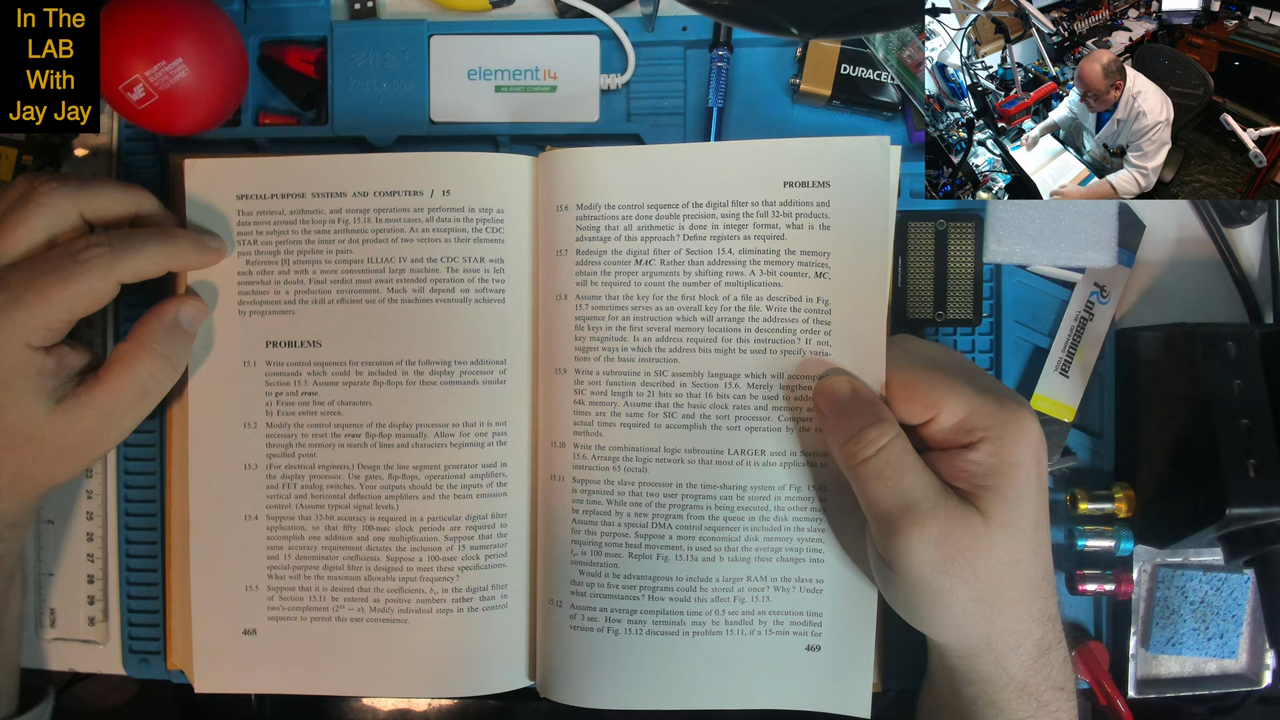 In The
LAB
With
Jay Jay
WÜRTH
ELEKTRONIK
MORE THAN
YOU EXPECT
element14
AN AVNET COMPANY
DURACELL
SPECIAL-PURPOSE SYSTEMS AND COMPUTERS / 15
Thus retrieval, arithmetic, and storage operations are performed in step as
data move around the loop in Fig. 15.18. In most cases, all data in the pipeline
must be subject to the same arithmetic operation. As an exception, the CDC
STAR can perform the inner or dot product of two vectors as their elements
pass through the pipeline in pairs.
Reference [8] attempts to compare ILLIAC IV and the CDC STAR with
each other and with a more conventional large machine. The issue is left
somewhat in doubt. Final verdict must await extended operation of the two
machines in a production environment. Much will depend on software
development and the skill at efficient use of the machines eventually achieved
by programmers.
PROBLEMS
15.1 Write control sequences for execution of the following two additional
commands which could be included in the display processor of
Section 15.3. Assume separate flip-flops for these commands similar
to go and erase.
a) Erase one line of characters.
b) Erase entire screen.
15.2 Modify the control sequence of the display processor so that it is not
necessary to reset the erase flip-flop manually. Allow for one pass
through the memory in search of lines and characters beginning at the
specified point.
15.3 (For electrical engineers.) Design the line segment generator used in
the display processor. Use gates, flip-flops, operational amplifiers,
and FET analog switches. Your outputs should be the inputs of the
vertical and horizontal deflection amplifiers and the beam emission
control. (Assume typical signal levels.)
15.4 Suppose that 32-bit accuracy is required in a particular digital filter
application, so that fifty 100-nsec clock periods are required to
accomplish one addition and one multiplication. Suppose that the
same accuracy requirement dictates the inclusion of 15 numerator
and 15 denominator coefficients. Suppose a 100-nsec clock period
special-purpose digital filter is designed to meet these specifications.
What will be the maximum allowable input frequency?
15.5 Suppose that it is desired that the coefficients, bₙ, in the digital filter
of Section 15.11 be entered as positive numbers rather than in
two's-complement (2¹⁶ − x). Modify individual steps in the control
sequence to permit this user convenience.
468
PROBLEMS
15.6 Modify the control sequence of the digital filter so that additions and
subtractions are done double precision, using the full 32-bit products.
Noting that all arithmetic is done in integer format, what is the
advantage of this approach? Define registers as required.
15.7 Redesign the digital filter of Section 15.4, eliminating the memory
address counter MAC. Rather than addressing the memory matrices,
obtain the proper arguments by shifting rows. A 3-bit counter, MC,
will be required to count the number of multiplications.
15.8 Assume that the key for the first block of a file as described in Fig.
15.7 sometimes serves as an overall key for the file. Write the control
sequence for an instruction which will arrange the addresses of these
file keys in the first several memory locations in descending order of
key magnitude. Is an address required for this instruction? If not,
suggest ways in which the address bits might be used to specify varia-
tions of the basic instruction.
15.9 Write a subroutine in SIC assembly language which will
the sort function described in Section 15.6. Merely lengthen
SIC word length to 21 bits so that 16 bits can be used to
64k memory. Assume that the basic clock rates and memory
times are the same for SIC and the sort processor. Compare
actual times required to accomplish the sort operation by the
methods.
15.10 Write the combinational logic subroutine LARGER used in Section
15.6. Arrange the logic network so that most of it is also applicable
instruction 65 (octal).
15.11 Suppose the slave processor in the time-sharing system of Fig.
is organized so that two user programs can be stored in memory
one time. While one of the programs is being executed, the other may
be replaced by a new program from the queue in the disk memory.
Assume that a special DMA control sequencer is included in the slave
for this purpose. Suppose a more economical disk memory system,
requiring some head movement, is used so that the average swap time,
is 100 msec. Replot Fig. 15.13a and b taking these changes into
consideration.
Would it be advantageous to include a larger RAM in the slave so
that up to five user programs could be stored at once? Why? Under
what circumstances? How would this affect Fig. 15.13.
15.12 Assume an average compilation time of 0.5 sec and an execution time
of 3 sec. How many terminals may be handled by the modified
version of Fig. 15.12 discussed in problem 15.11, if a 15-min wait for
469
Professional
23
24
25
26
27
28
29
30